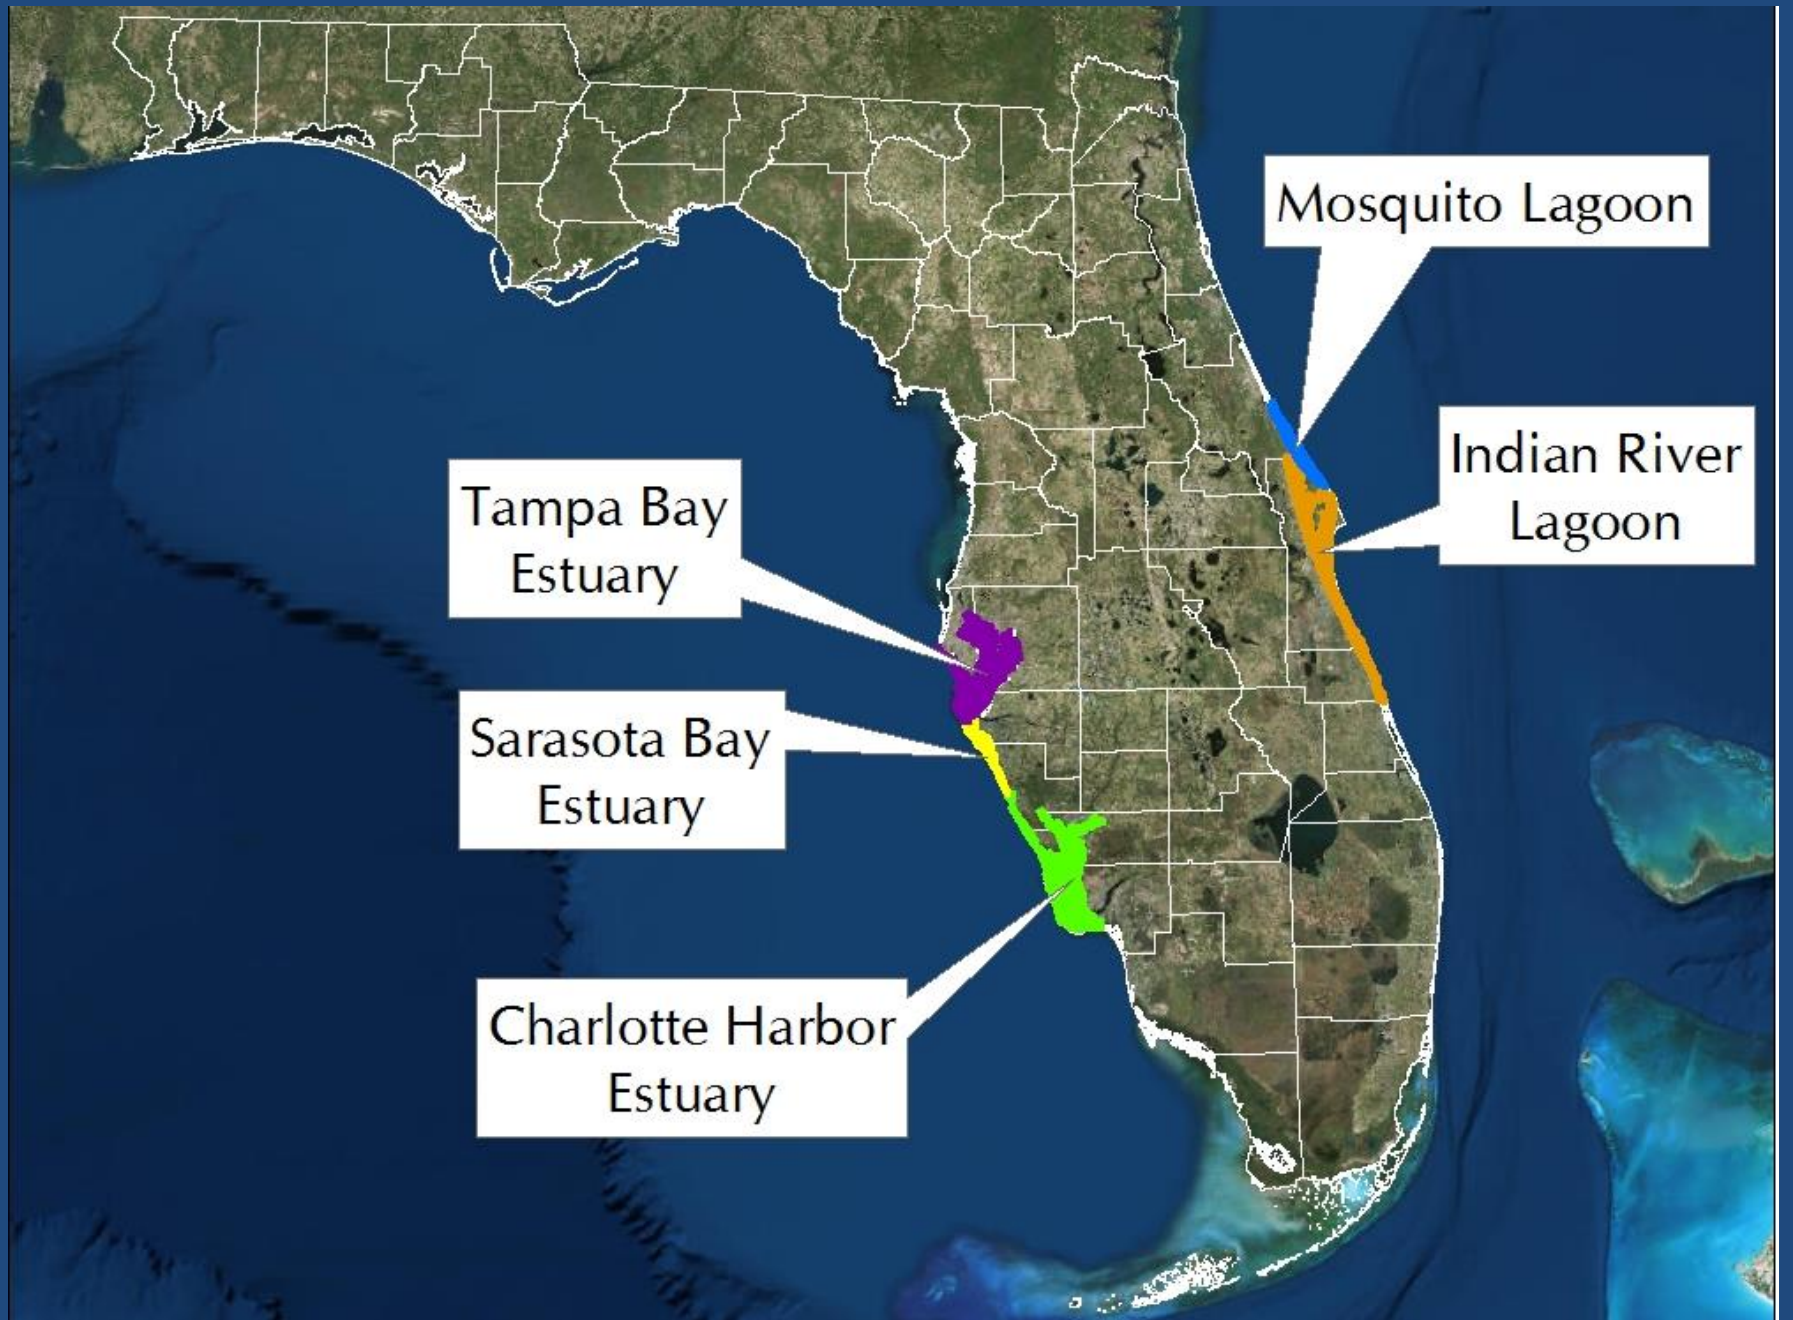 Mosquito Lagoon
Indian River
Lagoon
Tampa Bay
Estuary
Sarasota Bay
Estuary
Charlotte Harbor
Estuary